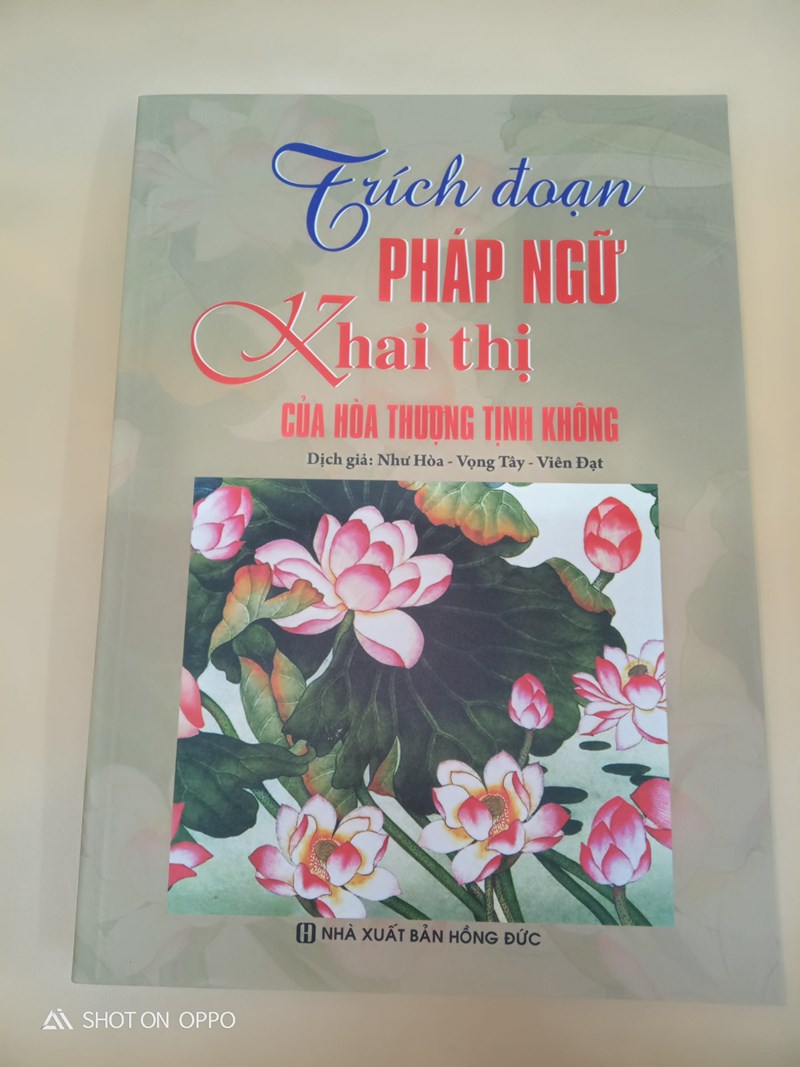 Trích đoạn
PHÁP NGỮ
Khai thị
CỦA HÒA THƯỢNG TỊNH KHÔNG
Dịch giả: Như Hòa - Vọng Tây - Viên Đạt
H NHÀ XUẤT BẢN HỒNG ĐỨC
AI SHOT ON OPPO